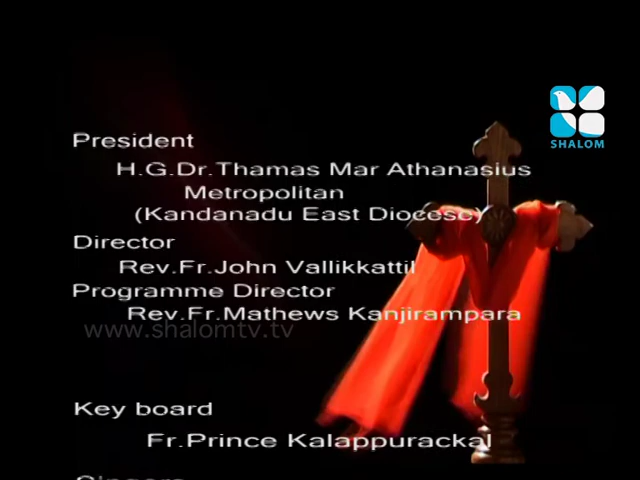 SHALOM
President
H.G.Dr.Thamas Mar Athanasius
Metropolitan
(Kandanadu East Diocese)
Director
Rev.Fr.John Vallikkattil
Programme Director
Rev.Fr.Mathews Kanjirampara
www.shalomtv.tv
Key board
Fr.Prince Kalappurackal
Singers